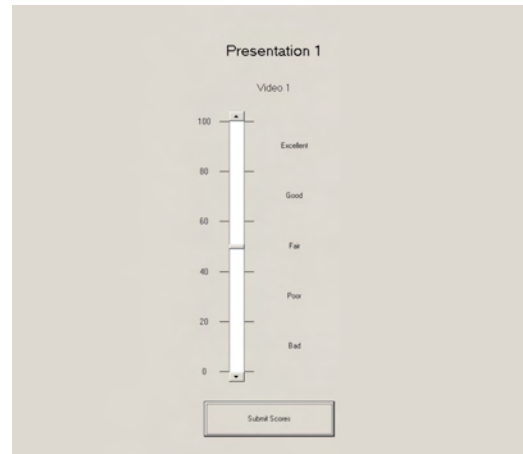 Presentation 1
Video 1
100
Excellent
80
Good
60
Fair
40
Poor
20
Bad
0
Submit Scores